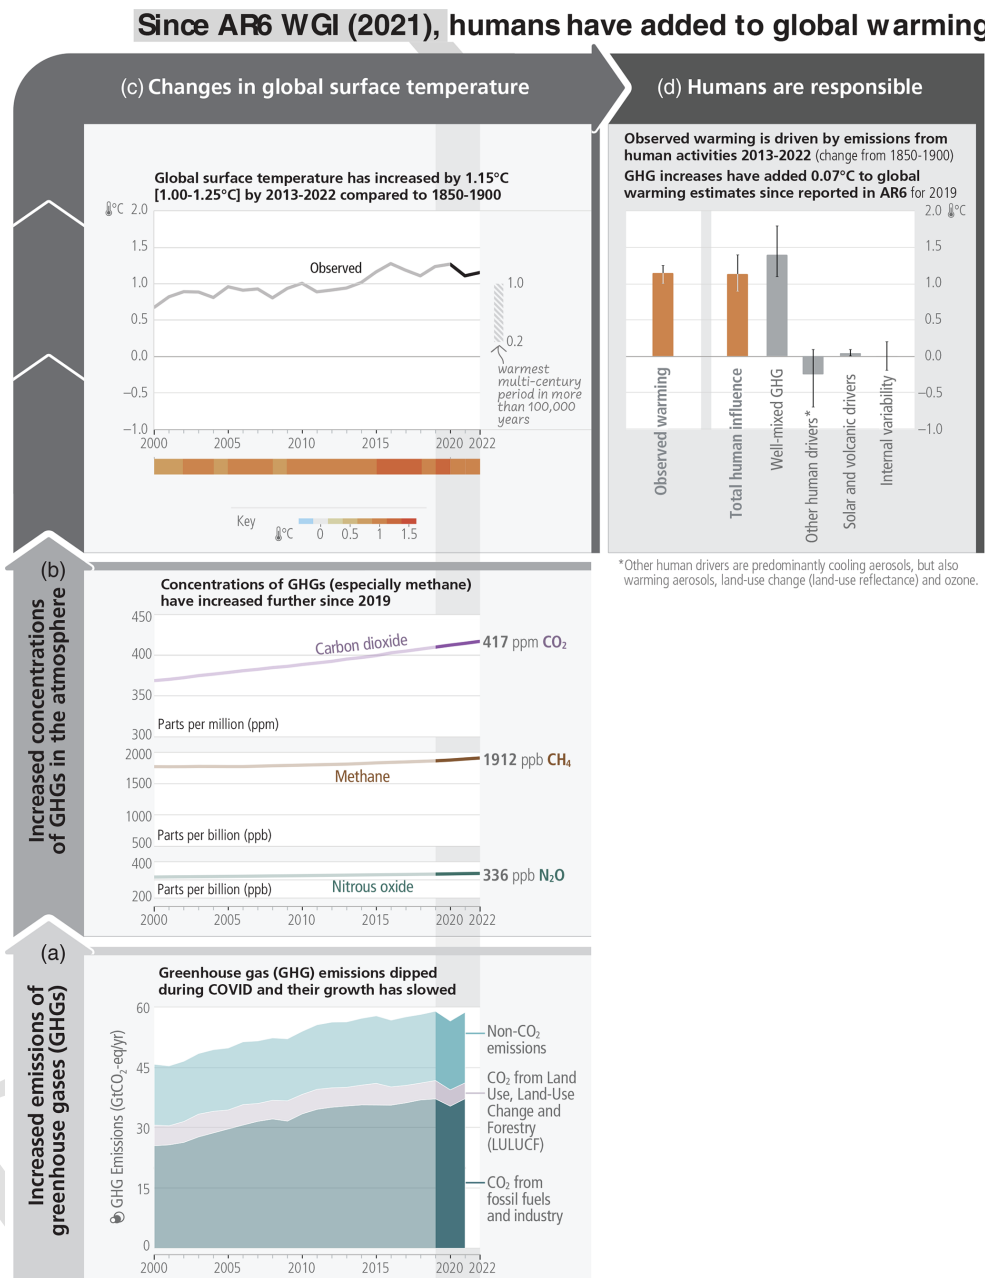 Since AR6 WGI (2021), humans have added to global warming
(c) Changes in global surface temperature
Global surface temperature has increased by 1.15°C
[1.00-1.25°C] by 2013-2022 compared to 1850-1900
°C
2.0
1.5
1.0
0.5
0.0
−0.5
−1.0
Observed
1.0
0.2
warmest
multi-century
period in more
than 100,000
years
2000 2005 2010 2015 2020 2022
Key
°C 0 0.5 1 1.5
(d) Humans are responsible
Observed warming is driven by emissions from
human activities 2013-2022 (change from 1850-1900)
GHG increases have added 0.07°C to global
warming estimates since reported in AR6 for 2019
2.0 °C
1.5
1.0
0.5
0.0
−0.5
−1.0
Observed warming
Total human influence
Well-mixed GHG
Other human drivers*
Solar and volcanic drivers
Internal variability
*Other human drivers are predominantly cooling aerosols, but also
warming aerosols, land-use change (land-use reflectance) and ozone.
(b)
Increased concentrations
of GHGs in the atmosphere
Concentrations of GHGs (especially methane)
have increased further since 2019
450
400
350
300
Carbon dioxide
417 ppm CO₂
Parts per million (ppm)
2000
1500
1000
500
Methane
1912 ppb CH₄
Parts per billion (ppb)
400
200
336 ppb N₂O
Parts per billion (ppb)
Nitrous oxide
2000 2005 2010 2015 2020 2022
(a)
Increased emissions of
greenhouse gases (GHGs)
Greenhouse gas (GHG) emissions dipped
during COVID and their growth has slowed
GHG Emissions (GtCO₂-eq/yr)
60
45
30
15
0
Non-CO₂
emissions
CO₂ from Land
Use, Land-Use
Change and
Forestry
(LULUCF)
CO₂ from
fossil fuels
and industry
2000 2005 2010 2015 2020 2022